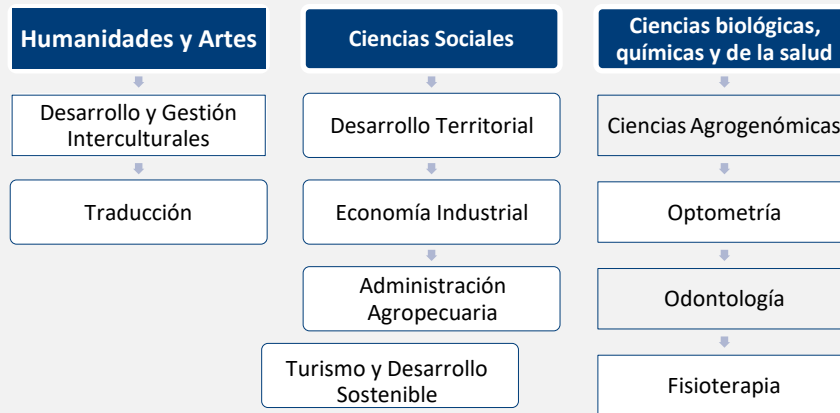 Humanidades y Artes
Desarrollo y Gestión
Interculturales
Traducción
Ciencias Sociales
Desarrollo Territorial
Economía Industrial
Administración
Agropecuaria
Turismo y Desarrollo
Sostenible
Ciencias biológicas,
químicas y de la salud
Ciencias Agrogenómicas
Optometría
Odontología
Fisioterapia